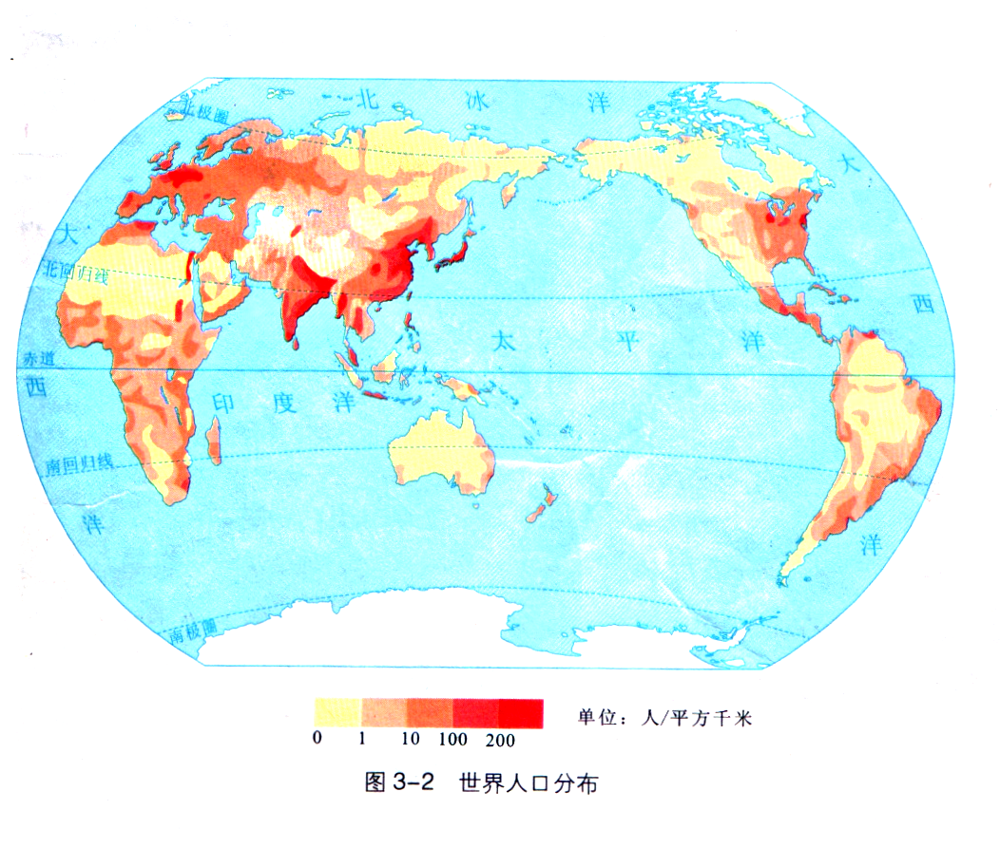 北冰洋
北极圈
大
大
北回归线
西
太平洋
赤道
西
印度洋
南回归线
洋
洋
南极圈
单位：人/平方千米
0 1 10 100 200
图 3-2 世界人口分布